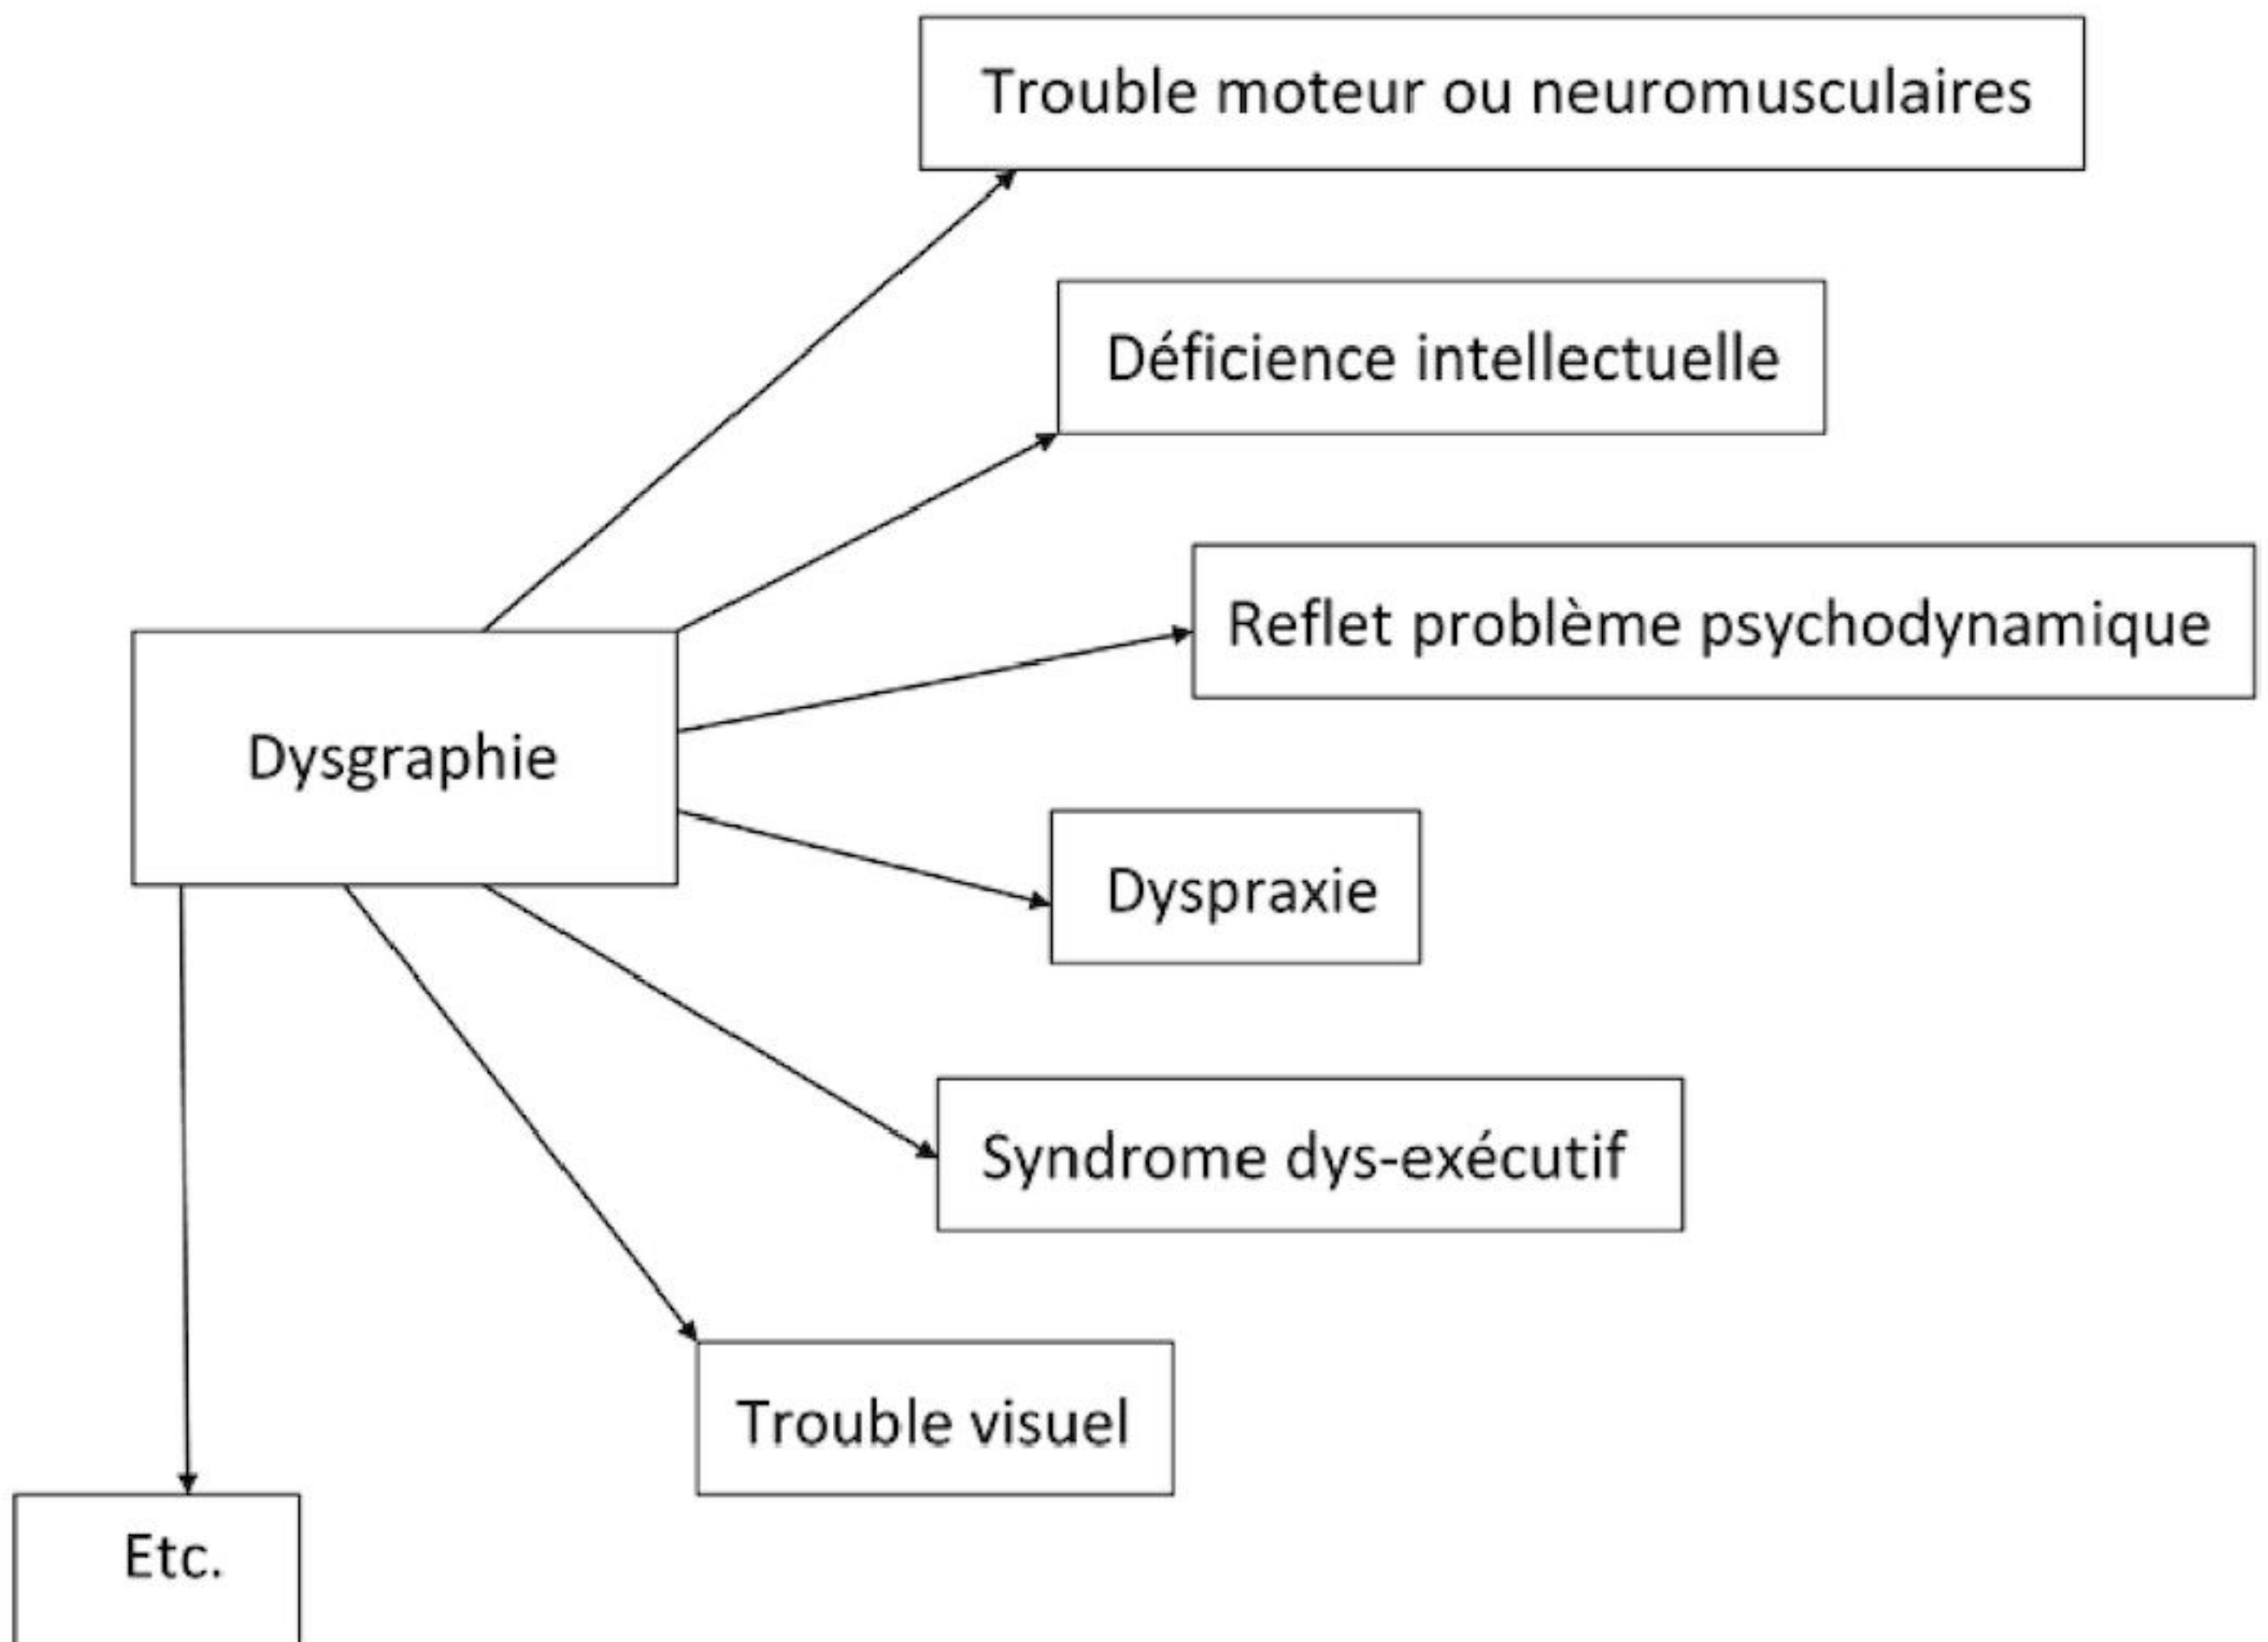 Trouble moteur ou neuromusculaires
Déficience intellectuelle
Reflet problème psychodynamique
Dysgraphie
Dyspraxie
Syndrome dys-exécutif
Trouble visuel
Etc.